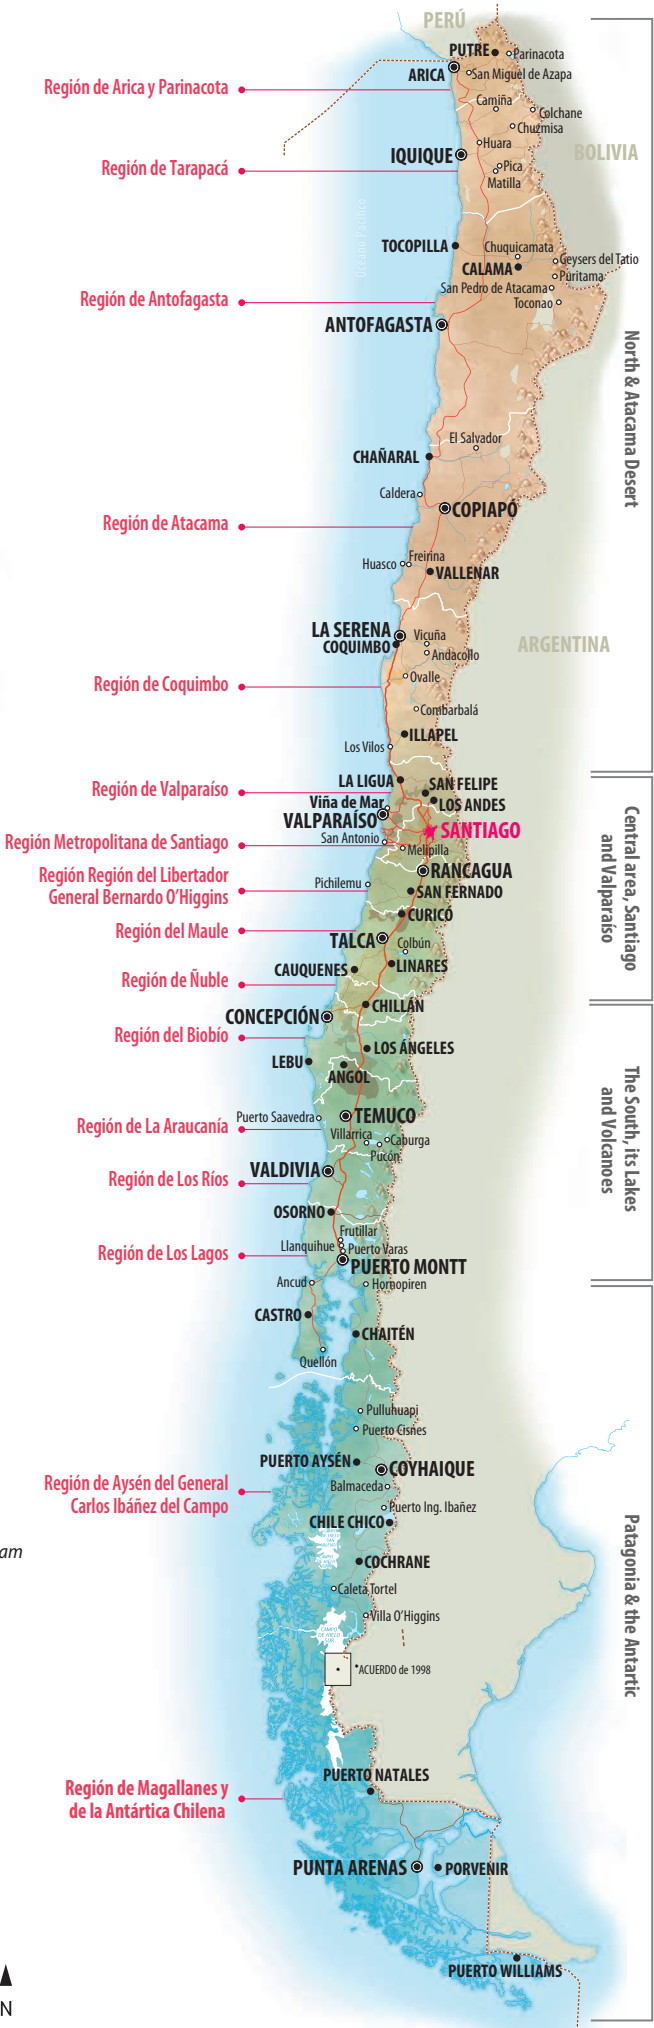 PERÚ
PUTRE
Parinacota
ARICA
San Miguel de Azapa
Región de Arica y Parinacota
Camiña
Colchane
Chuzmisa
Huara
BOLIVIA
IQUIQUE
Pica
Región de Tarapacá
Matilla
Océano Pacífico
TOCOPILLA
Chuquicamata
Geysers del Tatio
CALAMA
Puritama
San Pedro de Atacama
Región de Antofagasta
Toconao
ANTOFAGASTA
North & Atacama Desert
El Salvador
CHAÑARAL
Caldera
COPIAPÓ
Región de Atacama
Freirina
Huasco
VALLENAR
LA SERENA
Vicuña
COQUIMBO
Andacollo
ARGENTINA
Ovalle
Región de Coquimbo
Combarbalá
ILLAPEL
Los Vilos
LA LIGUA
SAN FELIPE
Región de Valparaíso
Viña de Mar
LOS ANDES
VALPARAÍSO
SANTIAGO
San Antonio
Región Metropolitana de Santiago
Melipilla
Central area, Santiago
and Valparaíso
RANCAGUA
Región Región del Libertador
General Bernardo O'Higgins
Pichilemu
SAN FERNADO
CURICÓ
Región del Maule
TALCA
Colbún
LINARES
CAUQUENES
Región de Ñuble
CHILLÁN
CONCEPCIÓN
Región del Biobío
LOS ÁNGELES
LEBU
ANGOL
The South, its Lakes
and Volcanoes
TEMUCO
Puerto Saavedra
Región de La Araucanía
Villarrica
Caburga
Pucón
VALDIVIA
Región de Los Ríos
OSORNO
Frutillar
Llanquihue
Puerto Varas
Región de Los Lagos
PUERTO MONTT
Ancud
Hornopiren
CASTRO
CHAITÉN
Quellón
Pulluhuapi
Puerto Cisnes
PUERTO AYSÉN
COYHAIQUE
Región de Aysén del General
Carlos Ibáñez del Campo
Balmaceda
Puerto Ing. Ibañez
CHILE CHICO
am
COCHRANE
Caleta Tortel
Villa O'Higgins
CAMPO
DE HIELO
SUR
Patagonia & the Antartic
*ACUERDO de 1998
PUERTO NATALES
Región de Magallanes y
de la Antártica Chilena
PUNTA ARENAS
PORVENIR
PUERTO WILLIAMS
N